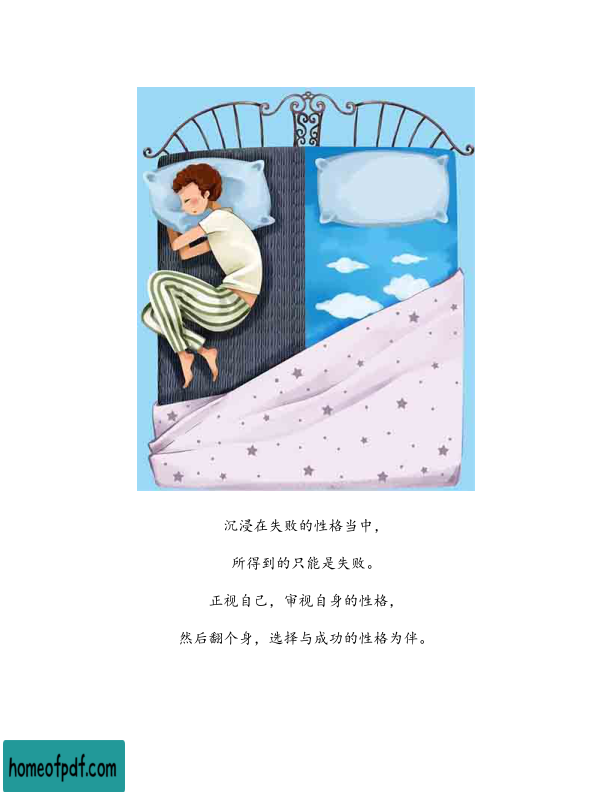 沉浸在失败的性格当中，
所得到的只能是失败。
正视自己，审视自身的性格，
然后翻个身，选择与成功的性格为伴。
homeofpdf.com